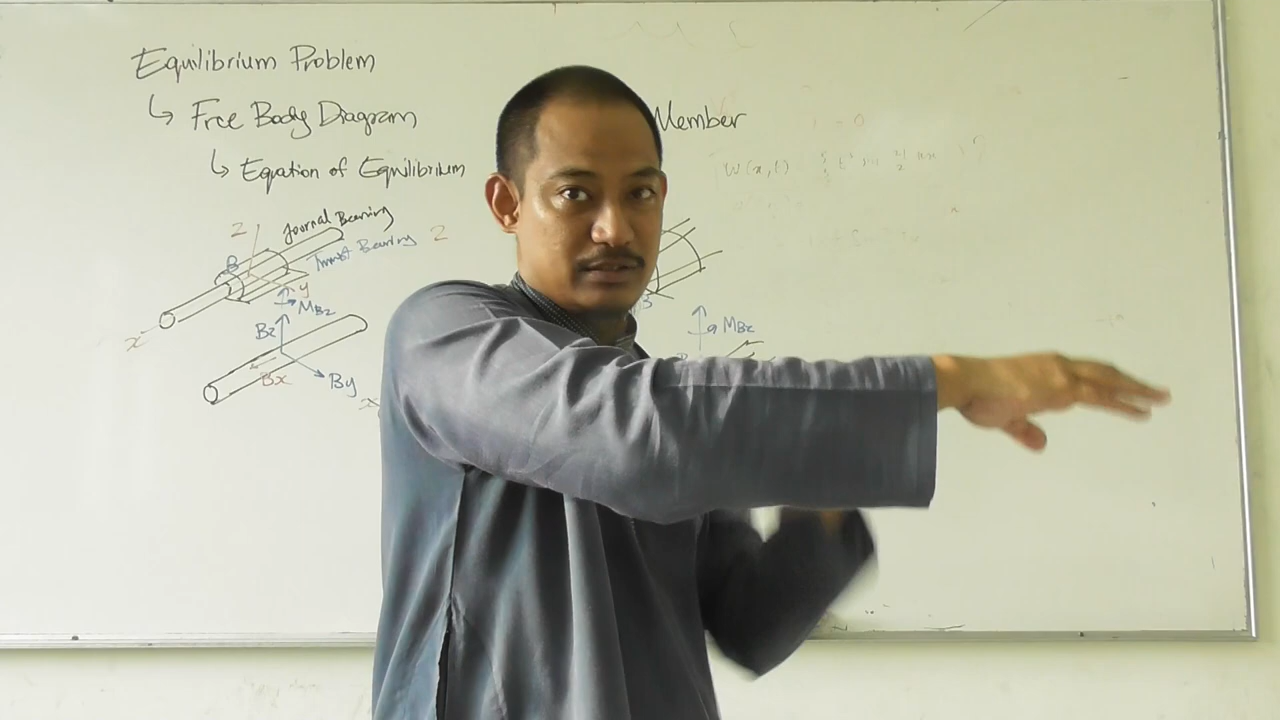 Equilibrium Problem
↳ Free Body Diagram Member
↳ Equation of Equilibrium
W(x,t)
Journal Bearing
Z
Thrust Bearing
Z
B
y
MBz
x
Bz
Bx
By
x
B
MBz